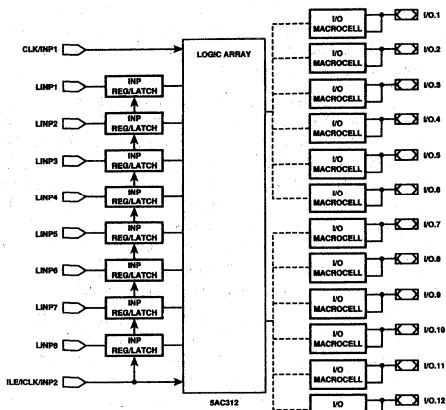 CLK/INP1
LINP1
LINP2
LINP3
LINP4
LINP5
LINP6
LINP7
LINP8
ILE/ICLK/INP2
INP
REG/LATCH
INP
REG/LATCH
INP
REG/LATCH
INP
REG/LATCH
INP
REG/LATCH
INP
REG/LATCH
INP
REG/LATCH
INP
REG/LATCH
LOGIC ARRAY
5AC312
I/O
MACROCELL
I/O.1
I/O
MACROCELL
I/O.2
I/O
MACROCELL
I/O.3
I/O
MACROCELL
I/O.4
I/O
MACROCELL
I/O.5
I/O
MACROCELL
I/O.6
I/O
MACROCELL
I/O.7
I/O
MACROCELL
I/O.8
I/O
MACROCELL
I/O.9
I/O
MACROCELL
I/O.10
I/O
MACROCELL
I/O.11
I/O
I/O.12